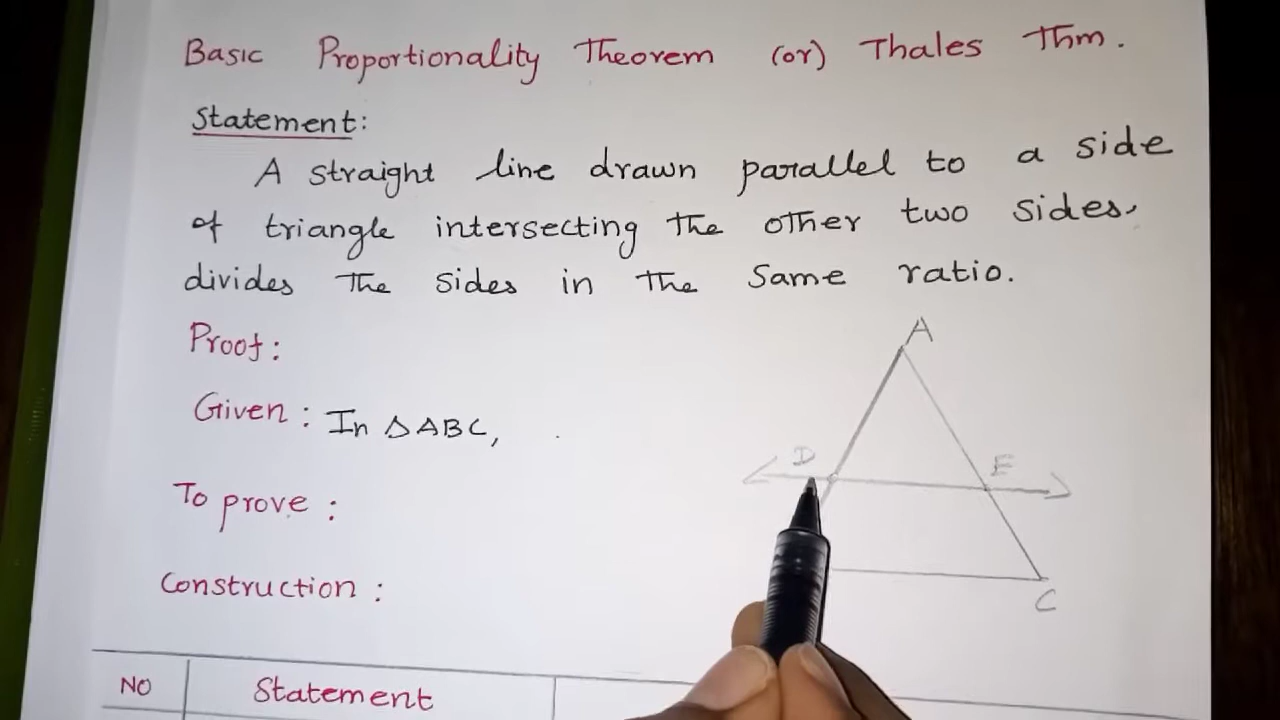 Basic Proportionality Theorem (or) Thales Thm.
Statement:
A straight line drawn parallel to a side
of triangle intersecting the other two sides,
divides the sides in the same ratio.
Proof:
A
Given: In △ABC,
D E
To prove :
Construction :
C
NO Statement